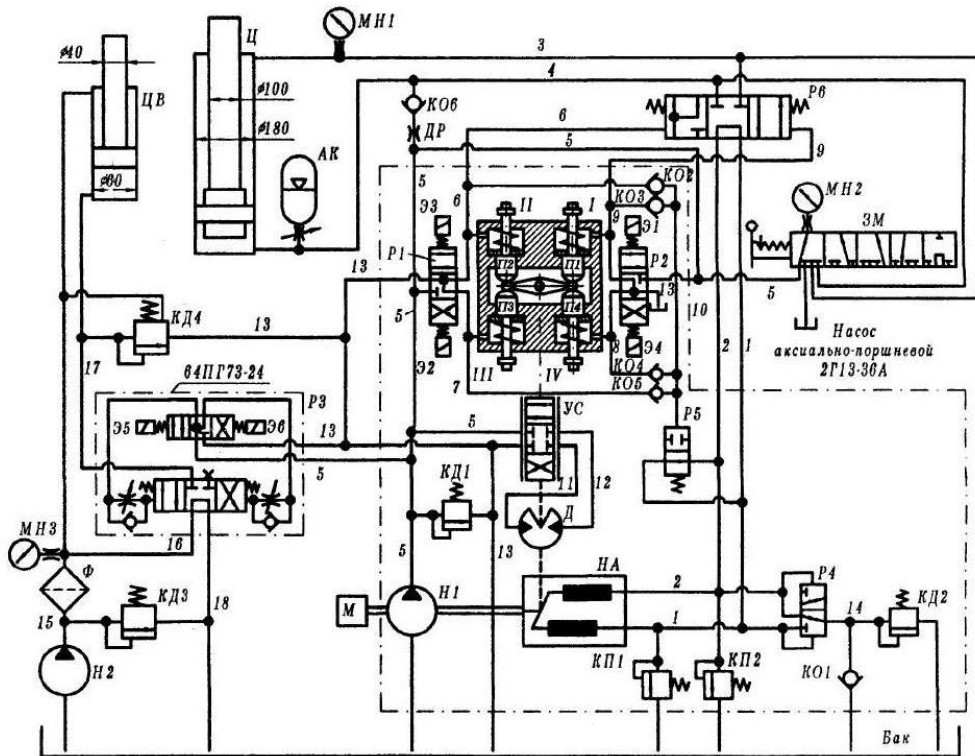 МН1
3
4
ø40
Ц
ø100
ЦВ
КО6
Р6
ø180
АК
ДР
6
5
9
ø60
5
КО2
Э3
6
II
I
9
КО3
Э1
МН2
ЗМ
Р1
П2
П1
Р2
13
13
5
П3
П4
10
5
Насос
аксиально-поршневой
2Г13-36А
КД4
13
Э2
III
IV
8
Э4
2
1
17
7
КО4
КО5
64ПГ73-24
Р3
УС
Р5
Э5
Э6
13
5
5
11
12
КД1
Д
МН3
16
5
13
НА
Ф
Р4
КД3
Н1
2
14
КД2
15
18
М
1
Н2
КП1
КП2
КО1
Бак